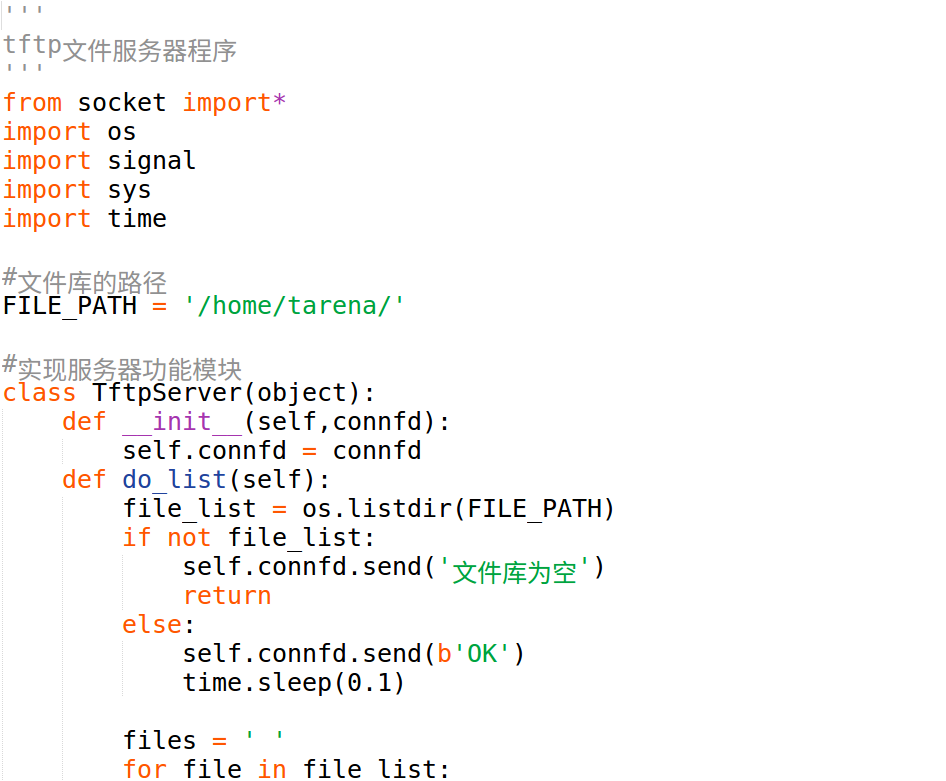 '''
tftp文件服务器程序
'''
from socket import*
import os
import signal
import sys
import time
#文件库的路径
FILE_PATH = '/home/tarena/'
#实现服务器功能模块
class TftpServer(object):
    def __init__(self,connfd):
        self.connfd = connfd
    def do_list(self):
        file_list = os.listdir(FILE_PATH)
        if not file_list:
            self.connfd.send('文件库为空')
            return
        else:
            self.connfd.send(b'OK')
            time.sleep(0.1)
        files = ' '
        for file in file_list: